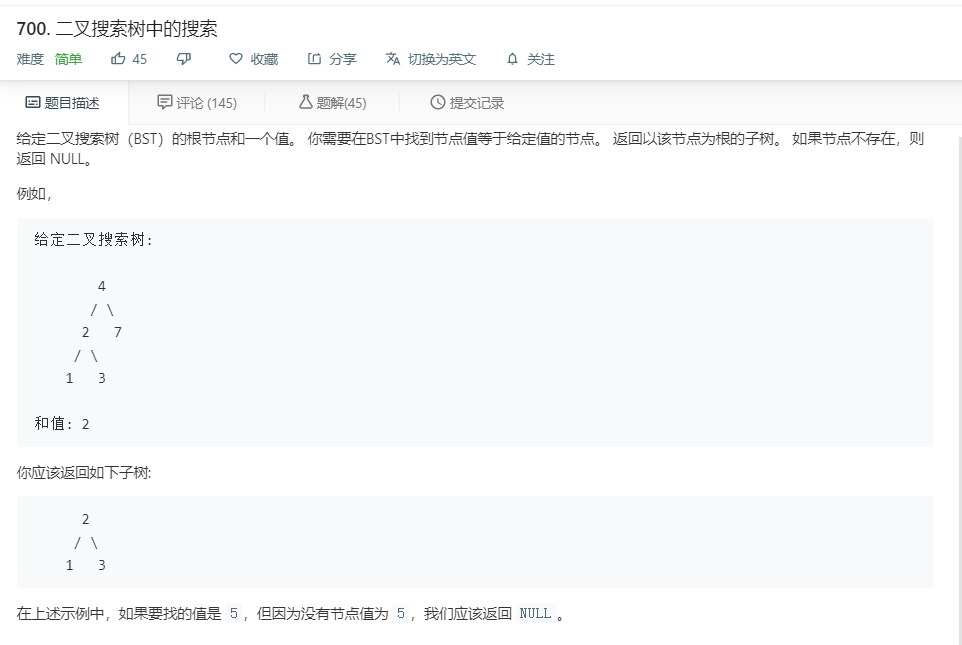 700. 二叉搜索树中的搜索
难度 简单 45 收藏 分享 切换为英文 关注
题目描述 评论 (145) 题解(45) 提交记录
给定二叉搜索树（BST）的根节点和一个值。 你需要在BST中找到节点值等于给定值的节点。 返回以该节点为根的子树。 如果节点不存在，则
返回 NULL。
例如，
给定二叉搜索树:
4
/ \
2 7
/ \
1 3
和值: 2
你应该返回如下子树:
2
/ \
1 3
在上述示例中，如果要找的值是 5，但因为没有节点值为 5，我们应该返回 NULL。